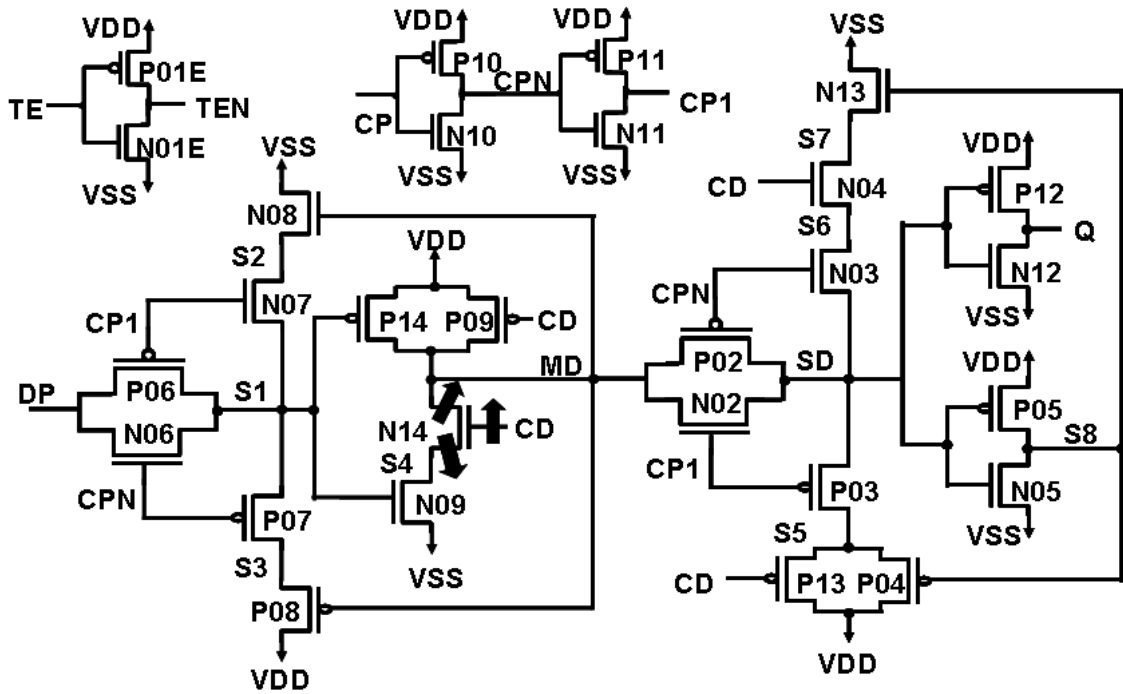 VDD
P01E
TE
TEN
N01E
VSS
VDD
P10
CPN
CP
N10
VSS
VDD
P11
CP1
N11
VSS
VSS
N13
S7
CD
N04
S6
N03
CPN
VDD
P12
Q
N12
VSS
VSS
N08
S2
N07
CP1
VDD
P14
P09
CD
MD
P02
SD
N02
CP1
DP
P06
S1
N06
CPN
N14
CD
S4
N09
VSS
VDD
P05
S8
N05
VSS
P07
S3
P08
VDD
P03
S5
CD
P13
P04
VDD